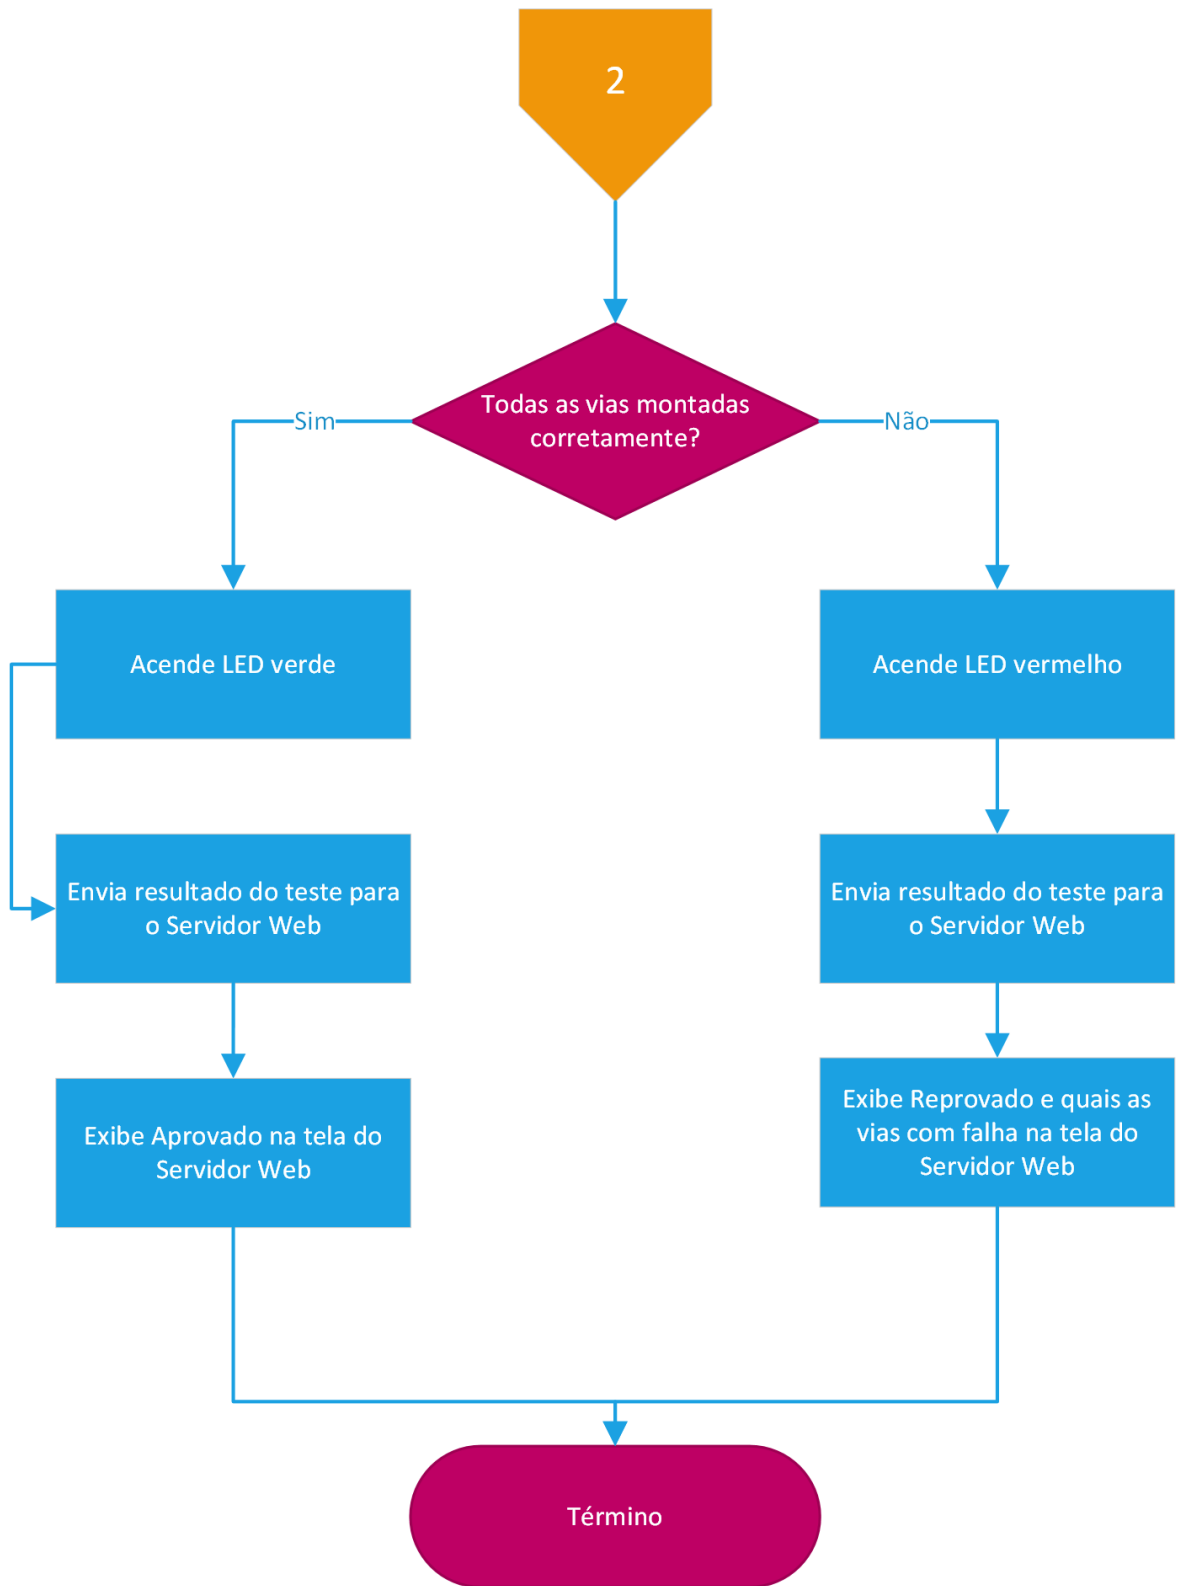 2
Todas as vias montadas
corretamente?
Sim
Não
Acende LED verde
Acende LED vermelho
Envia resultado do teste para
o Servidor Web
Envia resultado do teste para
o Servidor Web
Exibe Aprovado na tela do
Servidor Web
Exibe Reprovado e quais as
vias com falha na tela do
Servidor Web
Término